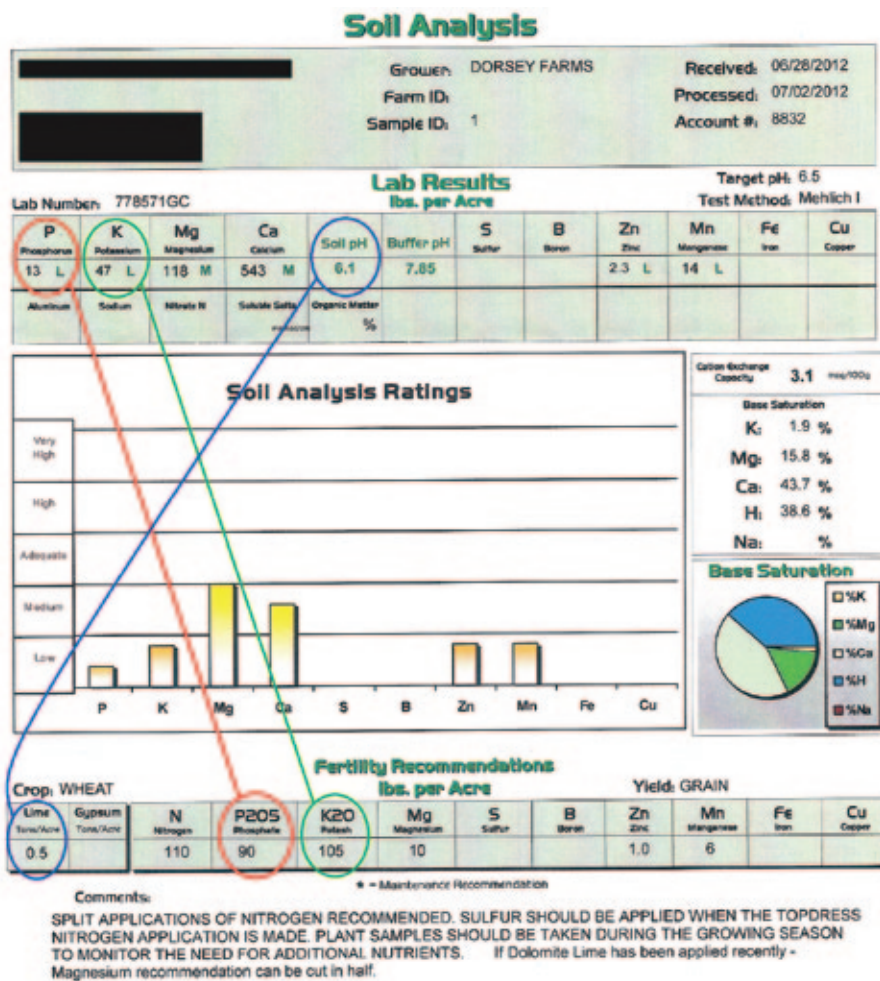 Soil Analysis
Grower: DORSEY FARMS
Received: 06/28/2012
Farm ID:
Processed: 07/02/2012
Sample ID: 1
Account #: 8832
Lab Results
Target pH: 6.5
Lab Number: 778571GC
lbs. per Acre
Test Method: Mehlich I
P K Mg Ca Soil pH Buffer pH S B Zn Mn Fe Cu
Phosphorus Potassium Magnesium Calcium Sulfur Boron Zinc Manganese Iron Copper
13 L 47 L 118 M 543 M 6.1 7.85 2.3 L 14 L
Aluminum Sodium Nitrate N Soluble Salts Organic Matter
%
Soil Analysis Ratings
Very High
High
Adequate
Medium
Low
P K Mg Ca S B Zn Mn Fe Cu
Cation Exchange Capacity 3.1 meq/100g
Base Saturation
K: 1.9 %
Mg: 15.8 %
Ca: 43.7 %
H: 38.6 %
Na: %
Base Saturation
%K
%Mg
%Ca
%H
%Na
Fertility Recommendations
Crop: WHEAT
lbs. per Acre
Yield: GRAIN
Lime Gypsum N P2O5 K2O Mg S B Zn Mn Fe Cu
Tons/Acre Tons/Acre Nitrogen Phosphate Potash Magnesium Sulfur Boron Zinc Manganese Iron Copper
0.5 110 90 105 10 1.0 6
* = Maintenance Recommendation
Comments:
SPLIT APPLICATIONS OF NITROGEN RECOMMENDED. SULFUR SHOULD BE APPLIED WHEN THE TOPDRESS
NITROGEN APPLICATION IS MADE. PLANT SAMPLES SHOULD BE TAKEN DURING THE GROWING SEASON
TO MONITOR THE NEED FOR ADDITIONAL NUTRIENTS. If Dolomite Lime has been applied recently -
Magnesium recommendation can be cut in half.